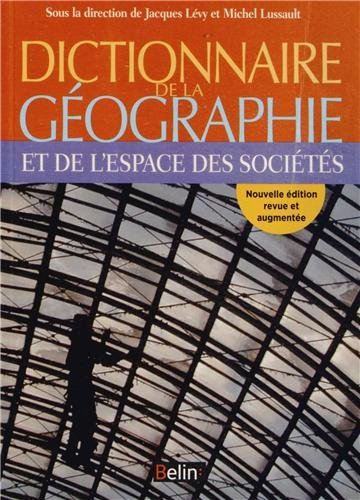 Sous la direction de Jacques Lévy et Michel Lussault
DICTIONNAIRE
DE LA
GÉOGRAPHIE
ET DE L'ESPACE DES SOCIÉTÉS
Nouvelle édition
revue et
augmentée
Belin: